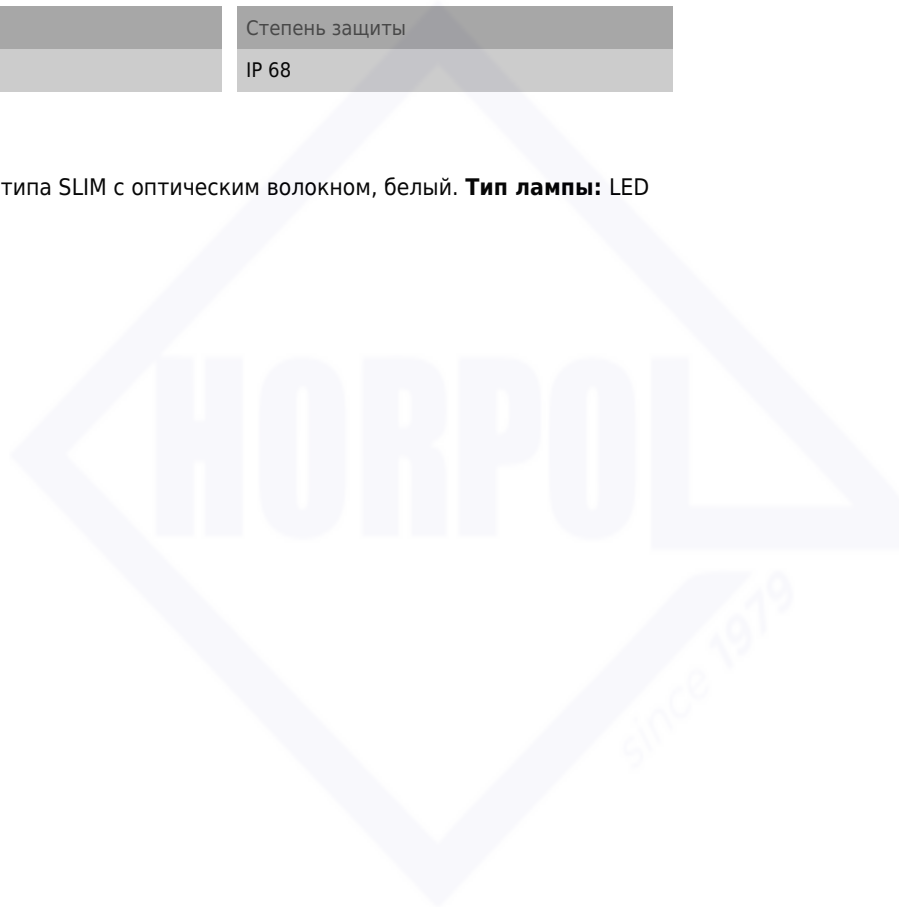 Степень защиты
IP 68
типа SLIM с оптическим волокном, белый. Тип лампы: LED
HORPOL
since 1979